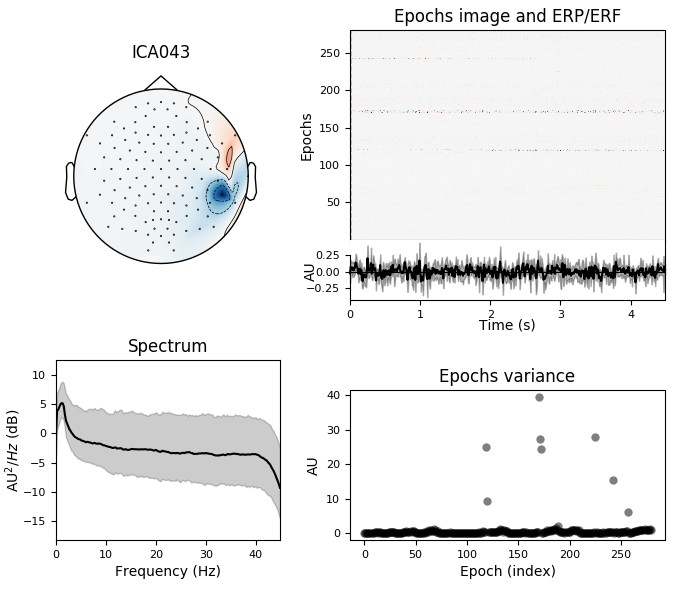 ICA043
Epochs image and ERP/ERF
Epochs
250
200
150
100
50
AU
0.25
0.00
−0.25
0 1 2 3 4
Time (s)
Spectrum
AU²/Hz (dB)
10
5
0
−5
−10
−15
0 10 20 30 40
Frequency (Hz)
Epochs variance
AU
40
30
20
10
0
0 50 100 150 200 250
Epoch (index)